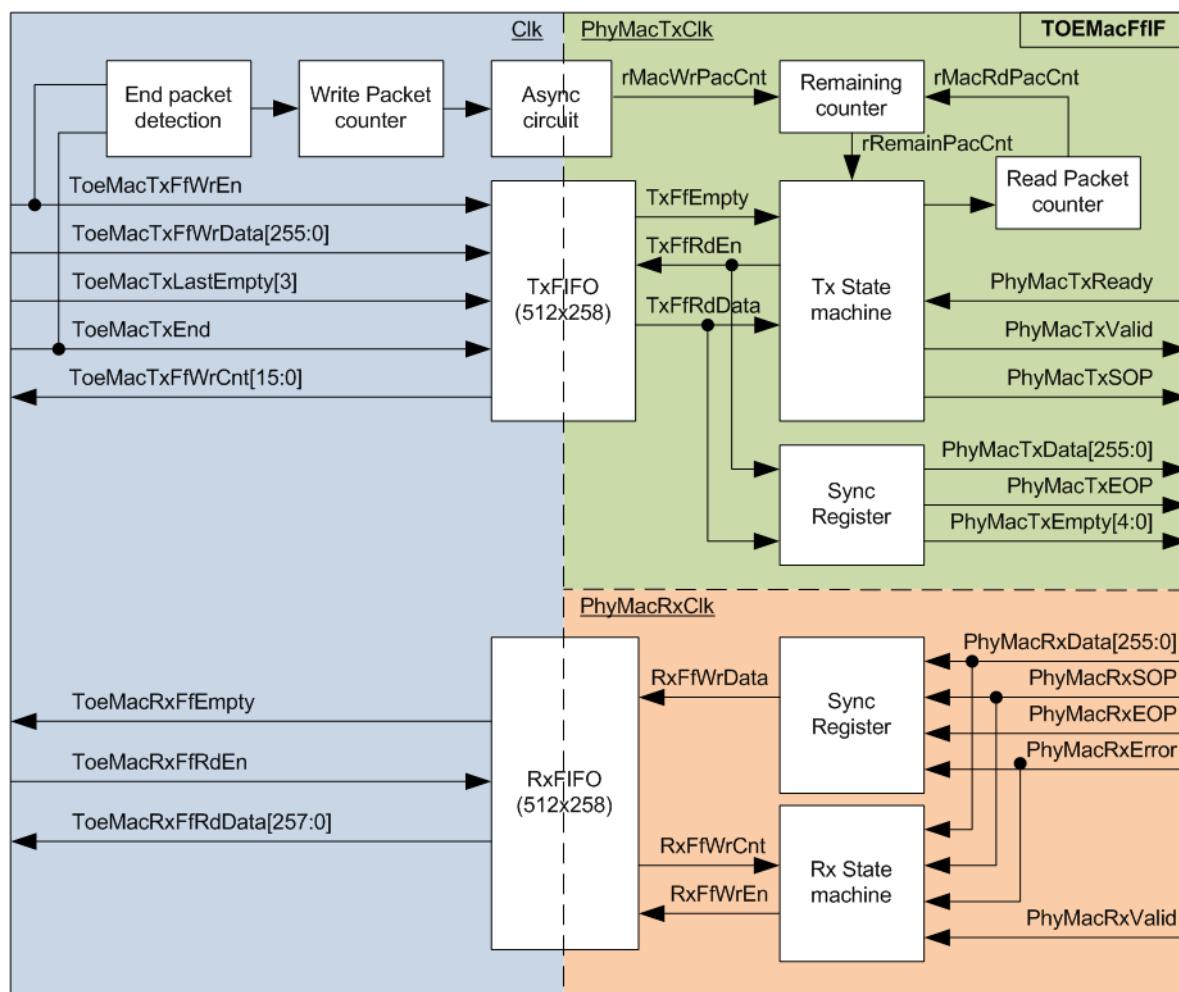 Clk
PhyMacTxClk
TOEMacFfIF
End packet
detection
Write Packet
counter
Async
circuit
rMacWrPacCnt
Remaining
counter
rMacRdPacCnt
rRemainPacCnt
Read Packet
counter
ToeMacTxFfWrEn
ToeMacTxFfWrData[255:0]
ToeMacTxLastEmpty[3]
ToeMacTxEnd
ToeMacTxFfWrCnt[15:0]
TxFIFO
(512x258)
TxFfEmpty
TxFfRdEn
TxFfRdData
Tx State
machine
PhyMacTxReady
PhyMacTxValid
PhyMacTxSOP
Sync
Register
PhyMacTxData[255:0]
PhyMacTxEOP
PhyMacTxEmpty[4:0]
PhyMacRxClk
ToeMacRxFfEmpty
ToeMacRxFfRdEn
ToeMacRxFfRdData[257:0]
RxFIFO
(512x258)
RxFfWrData
RxFfWrCnt
RxFfWrEn
Sync
Register
Rx State
machine
PhyMacRxData[255:0]
PhyMacRxSOP
PhyMacRxEOP
PhyMacRxError
PhyMacRxValid